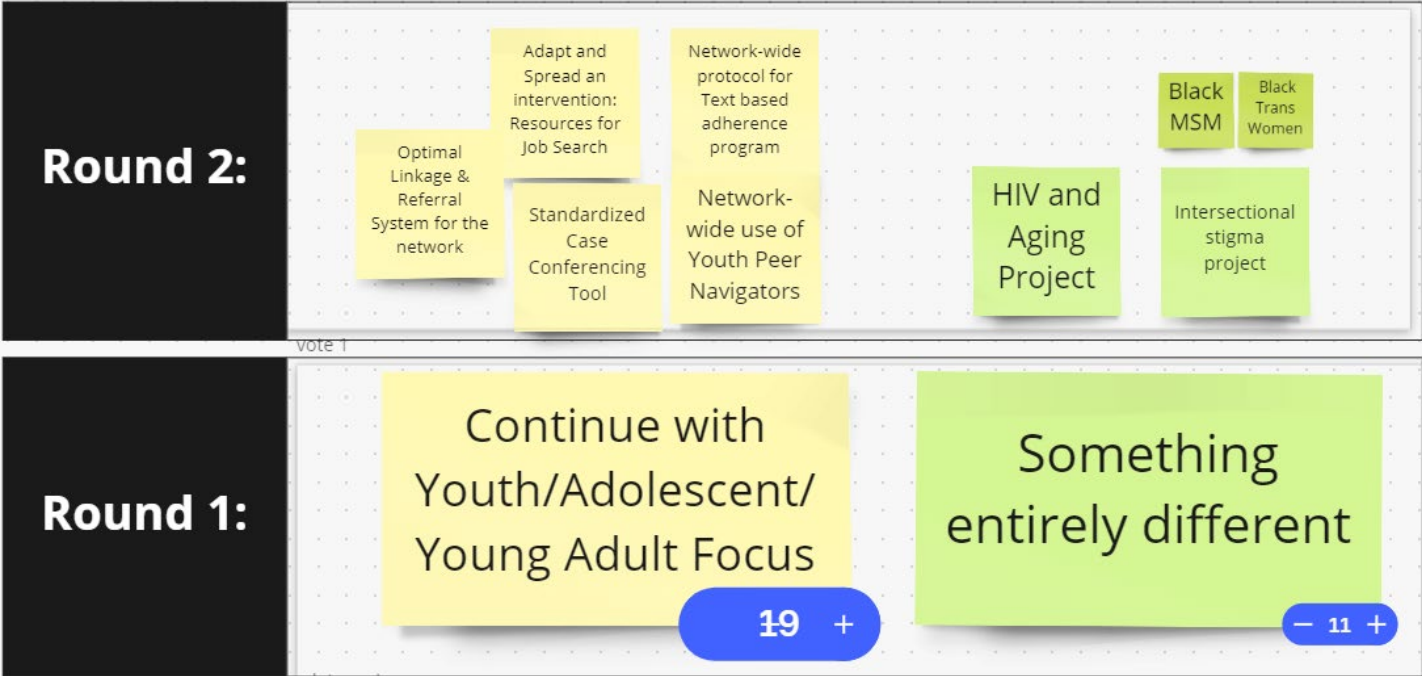 Round 2:
Optimal
Linkage &
Referral
System for the
network
Adapt and
Spread an
intervention:
Resources for
Job Search
Standardized
Case
Conferencing
Tool
Network-wide
protocol for
Text based
adherence
program
Network-
wide use of
Youth Peer
Navigators
HIV and
Aging
Project
Black
MSM
Black
Trans
Women
Intersectional
stigma
project
vote 1
Round 1:
Continue with
Youth/Adolescent/
Young Adult Focus
19 +
Something
entirely different
− 11 +